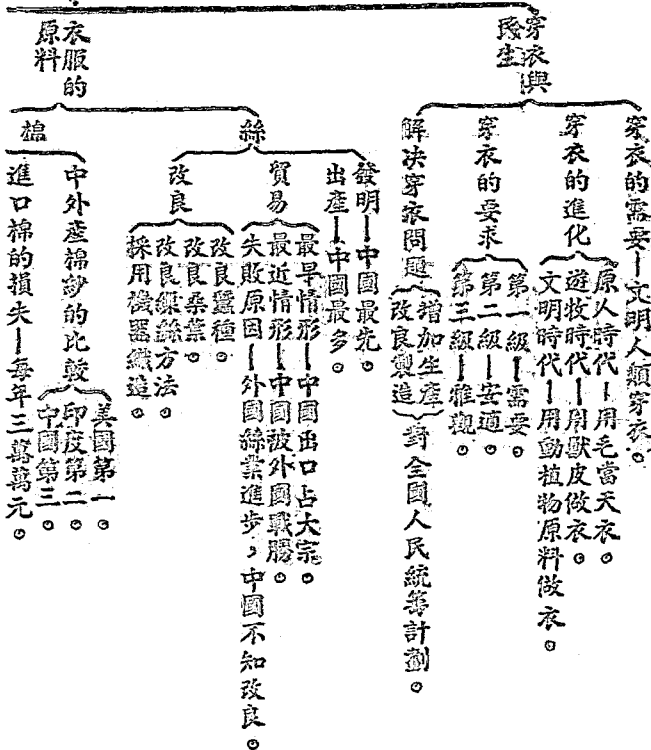 穿衣與
民生
穿衣的需要—文明人類穿衣。
穿衣的進化
原人時代—用毛當天衣。
遊牧時代—用獸皮做衣。
文明時代—用動植物原料做衣。
穿衣的要求
第一級—需要。
第二級—安適。
第三級—雅觀。
解決穿衣問題
增加生產
改良製造
對全國人民統籌計劃。
衣服的
原料
絲
發明—中國最先。
出產—中國最多。
貿易
最早情形—中國出口占大宗。
最近情形—中國被外國戰勝。
失敗原因—外國絲業進步,中國不知改良。
改良
改良蠶種。
改良桑葉。
改良繅絲方法。
採用機器織造。
棉
中外產棉紗的比較
美國第一。
印度第二。
中國第三。
進口棉的損失—每年三萬萬元。